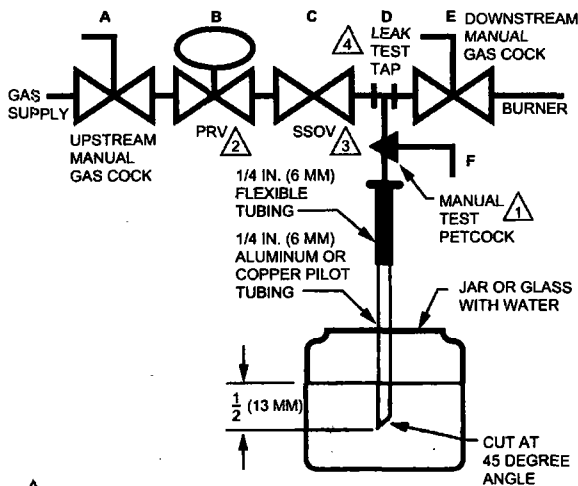 A
B
C
D
E
DOWNSTREAM
MANUAL
GAS COCK
4
LEAK
TEST
TAP
GAS
SUPPLY
BURNER
UPSTREAM
MANUAL
GAS COCK
PRV 2
SSOV 3
F
1/4 IN. (6 MM)
FLEXIBLE
TUBING
MANUAL
TEST
PETCOCK
1
1/4 IN. (6 MM)
ALUMINUM OR
COPPER PILOT
TUBING
JAR OR GLASS
WITH WATER
1/2 (13 MM)
CUT AT
45 DEGREE
ANGLE